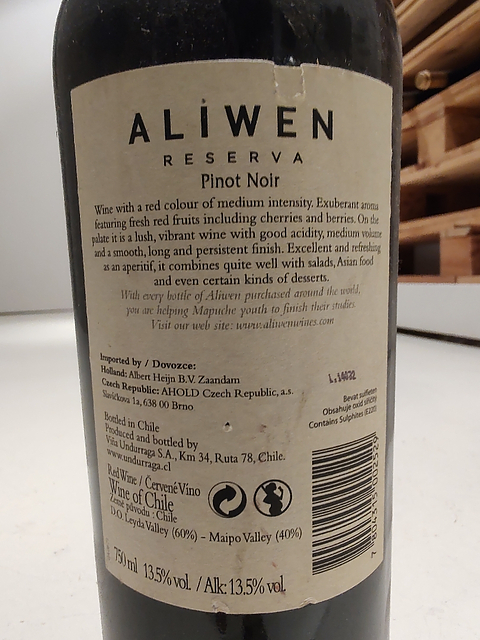 ALİWEN
RESERVA
Pinot Noir
Wine with a red colour of medium intensity. Exuberant aroma
featuring fresh red fruits including cherries and berries. On the
palate it is a lush, vibrant wine with good acidity, medium volume
and a smooth, long and persistent finish. Excellent and refreshing
as an aperitif, it combines quite well with salads, Asian food
and even certain kinds of desserts.
With every bottle of Aliwen purchased around the world,
you are helping Mapuche youth to finish their studies.
Visit our web site: www.aliwenwines.com
Imported by / Dovozce:
Holland: Albert Heijn B.V. Zaandam
Czech Republic: AHOLD Czech Republic, a.s.
Slavíčkova 1a, 638 00 Brno
Bevat sulfieten
Obsahuje oxid siřičitý
Contains Sulphites (E220)
Bottled in Chile
Produced and bottled by
Viña Undurraga S.A., Km 34, Ruta 78, Chile.
www.undurraga.cl
Red Wine / Červené Víno
Wine of Chile
Země původu : Chile
D.O. Leyda Valley (60%) – Maipo Valley (40%)
750 ml 13.5% vol. / Alk: 13.5% vol.